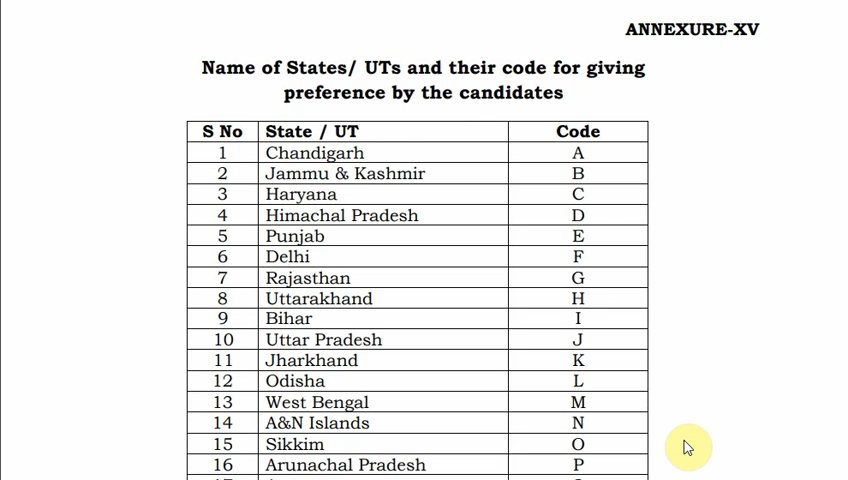 ANNEXURE-XV
Name of States/ UTs and their code for giving
preference by the candidates
S No State / UT Code
1 Chandigarh A
2 Jammu & Kashmir B
3 Haryana C
4 Himachal Pradesh D
5 Punjab E
6 Delhi F
7 Rajasthan G
8 Uttarakhand H
9 Bihar I
10 Uttar Pradesh J
11 Jharkhand K
12 Odisha L
13 West Bengal M
14 A&N Islands N
15 Sikkim O
16 Arunachal Pradesh P